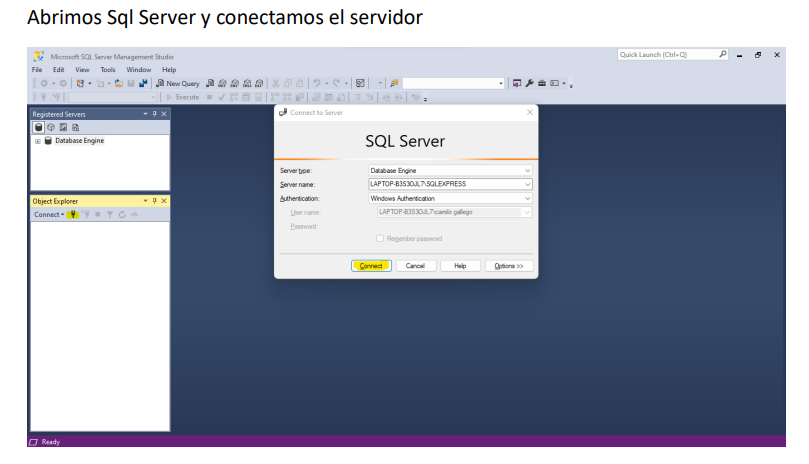 Abrimos Sql Server y conectamos el servidor
Microsoft SQL Server Management Studio
Quick Launch (Ctrl+Q)
File Edit View Tools Window Help
New Query
Execute
Registered Servers
Database Engine
Object Explorer
Connect
Connect to Server
SQL Server
Server type: Database Engine
Server name: LAPTOP-B3S3OJL7\SQLEXPRESS
Authentication: Windows Authentication
User name: LAPTOP-B3S3OJL7\camilo gallego
Password:
Remember password
Connect Cancel Help Options >>
Ready